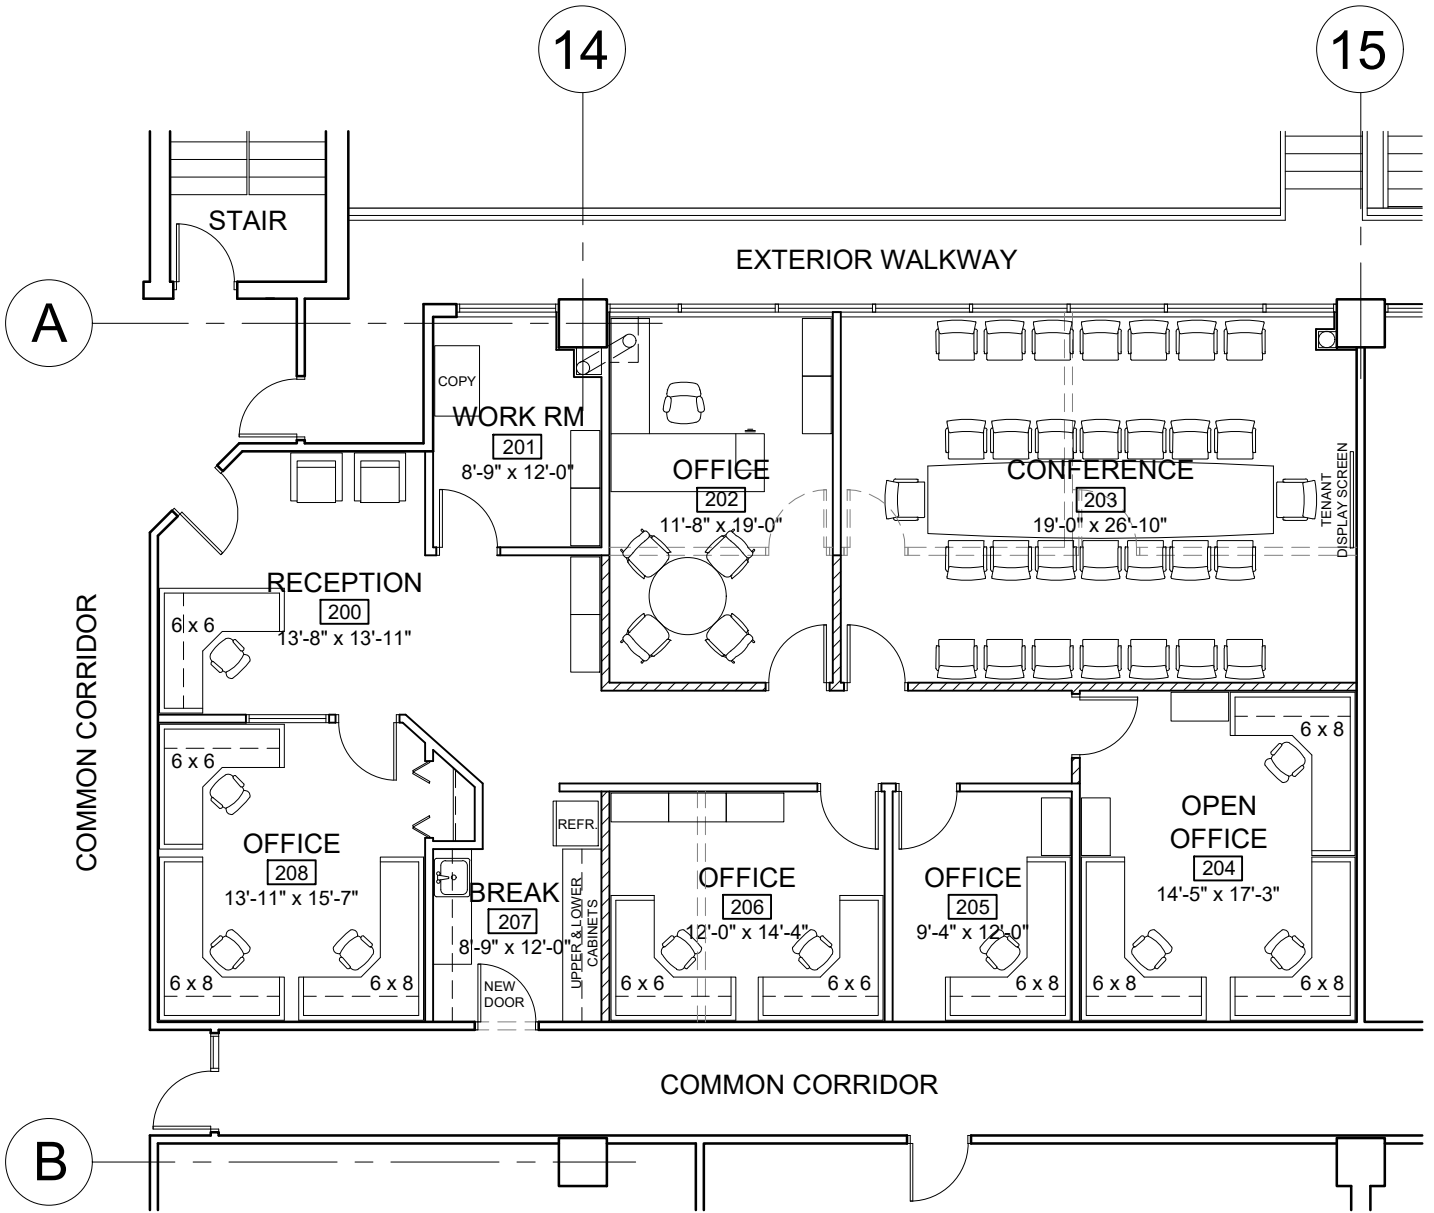 14
15
STAIR
EXTERIOR WALKWAY
A
COPY
WORK RM
201
8'-9" x 12'-0"
OFFICE
202
11'-8" x 19'-0"
CONFERENCE
203
19'-0" x 26'-10"
TENANT
DISPLAY SCREEN
RECEPTION
200
13'-8" x 13'-11"
6 x 6
COMMON CORRIDOR
6 x 6
OFFICE
208
13'-11" x 15'-7"
6 x 8
6 x 8
REFR.
BREAK
207
8'-9" x 12'-0"
UPPER & LOWER
CABINETS
NEW
DOOR
OFFICE
206
12'-0" x 14'-4"
6 x 6
6 x 6
OFFICE
205
9'-4" x 12'-0"
6 x 8
6 x 8
OPEN
OFFICE
204
14'-5" x 17'-3"
6 x 8
6 x 8
COMMON CORRIDOR
B